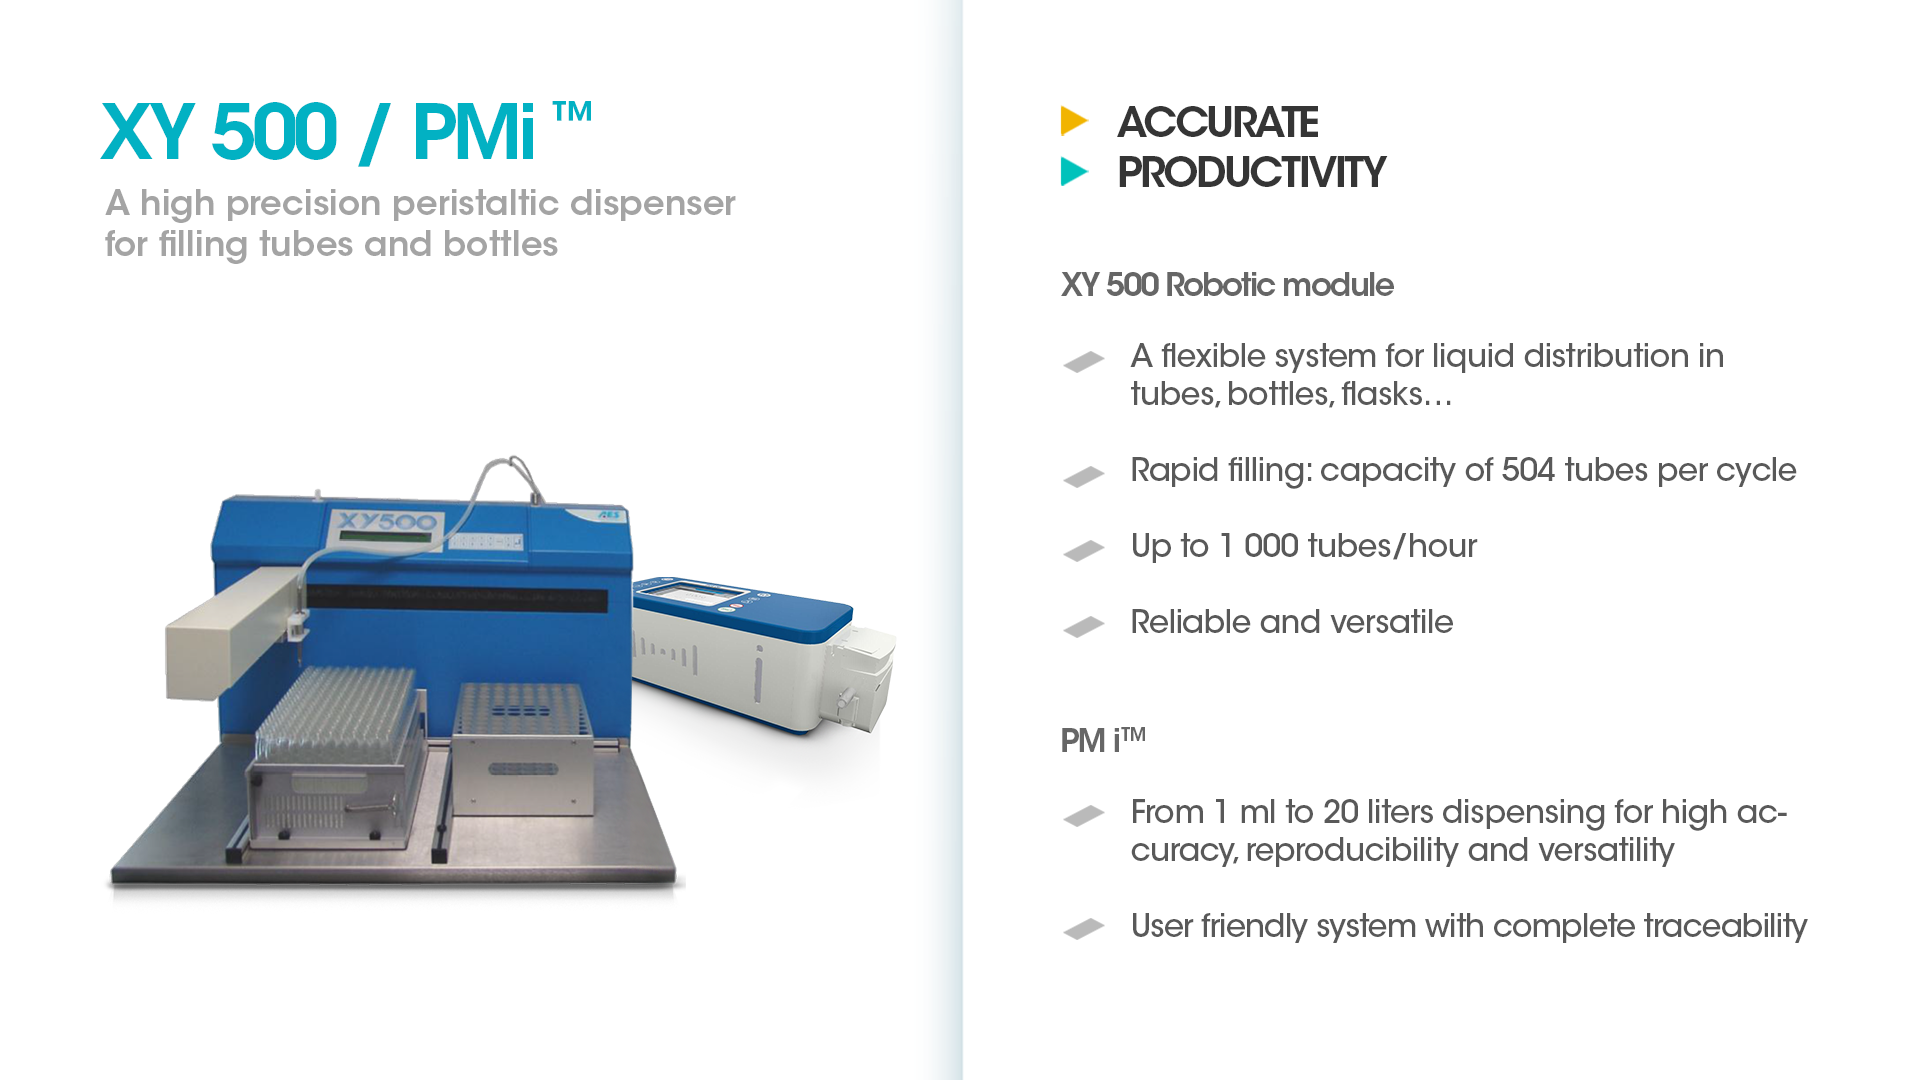 XY 500 / PMi ™
A high precision peristaltic dispenser
for filling tubes and bottles
XY500
AES
ACCURATE
PRODUCTIVITY
XY 500 Robotic module
A flexible system for liquid distribution in
tubes, bottles, flasks…
Rapid filling: capacity of 504 tubes per cycle
Up to 1 000 tubes/hour
Reliable and versatile
PM i™
From 1 ml to 20 liters dispensing for high ac-
curacy, reproducibility and versatility
User friendly system with complete traceability